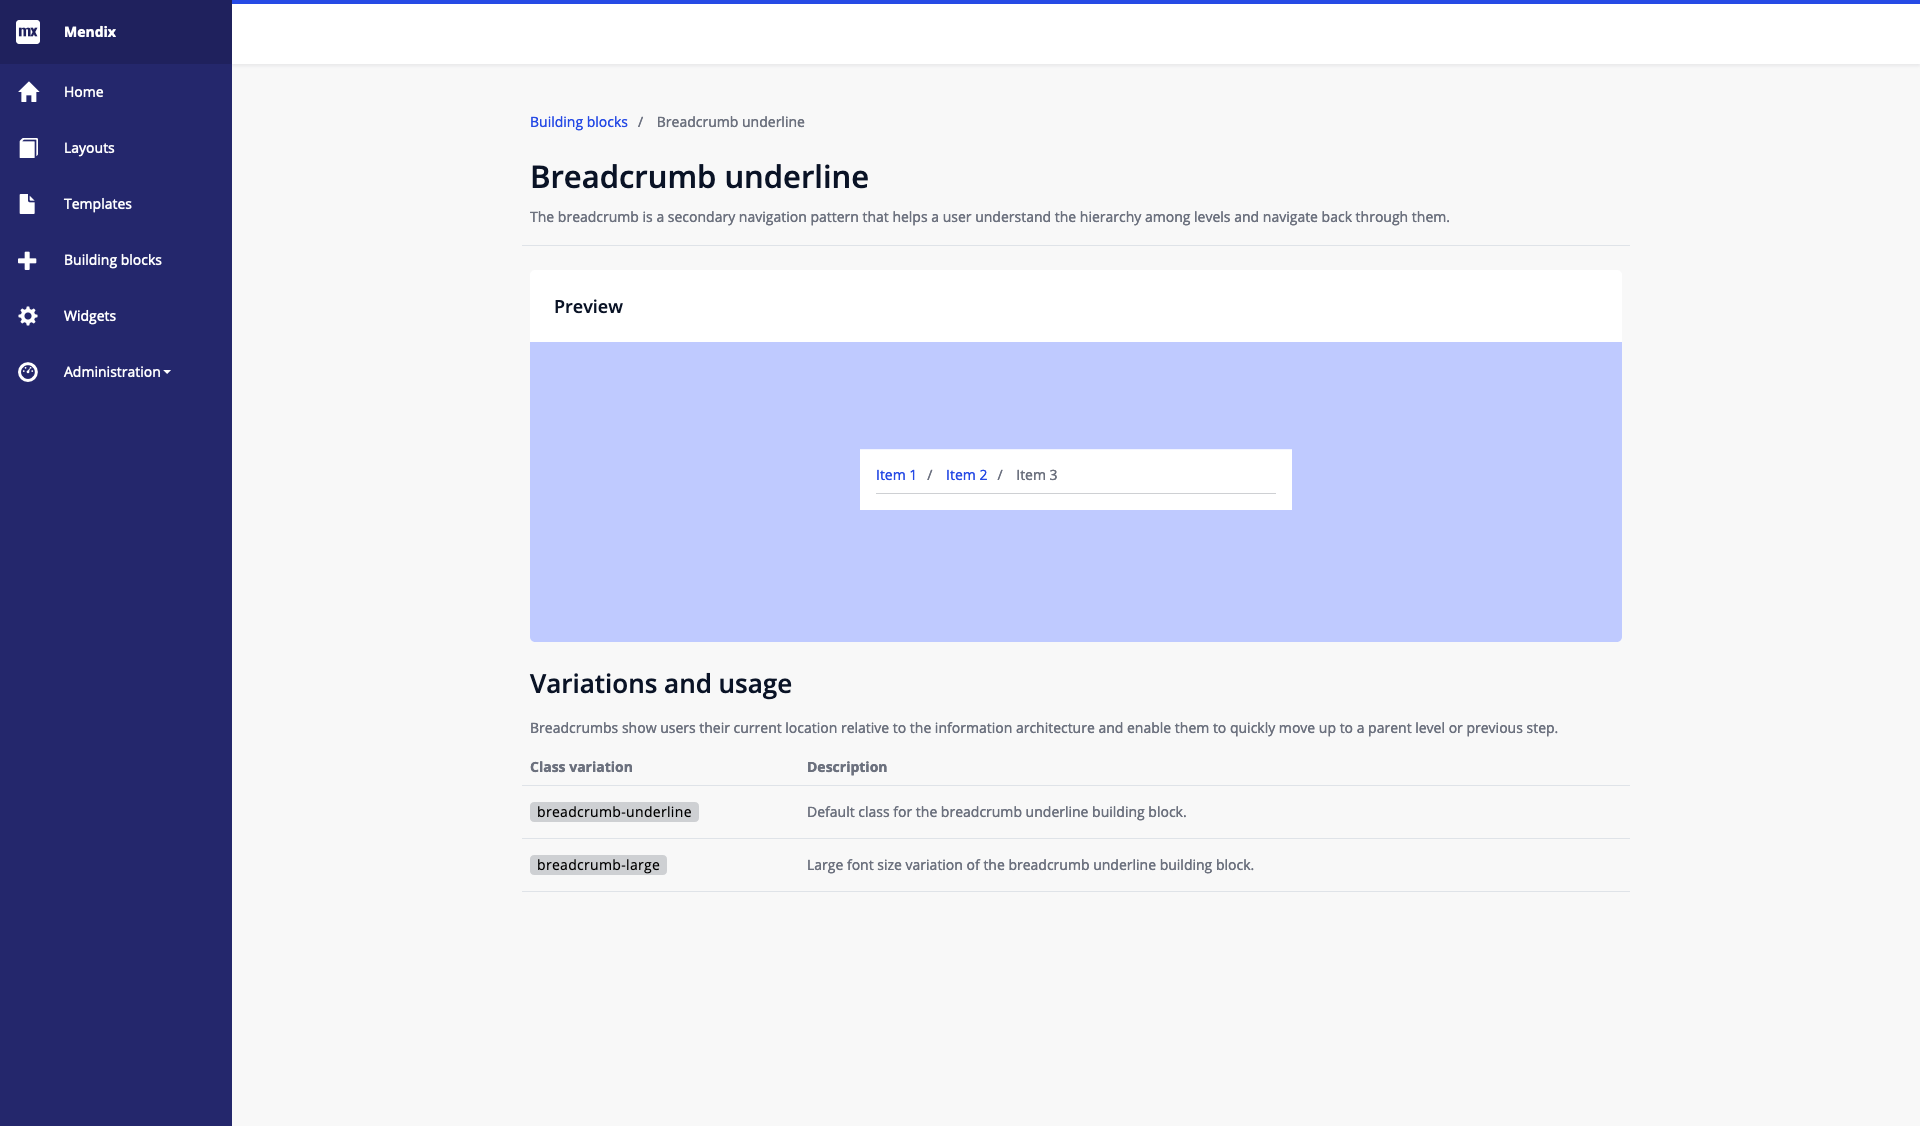 mx Mendix
Home
Layouts
Templates
Building blocks
Widgets
Administration
Building blocks / Breadcrumb underline
Breadcrumb underline
The breadcrumb is a secondary navigation pattern that helps a user understand the hierarchy among levels and navigate back through them.
Preview
Item 1 / Item 2 / Item 3
Variations and usage
Breadcrumbs show users their current location relative to the information architecture and enable them to quickly move up to a parent level or previous step.
Class variation Description
breadcrumb-underline Default class for the breadcrumb underline building block.
breadcrumb-large Large font size variation of the breadcrumb underline building block.